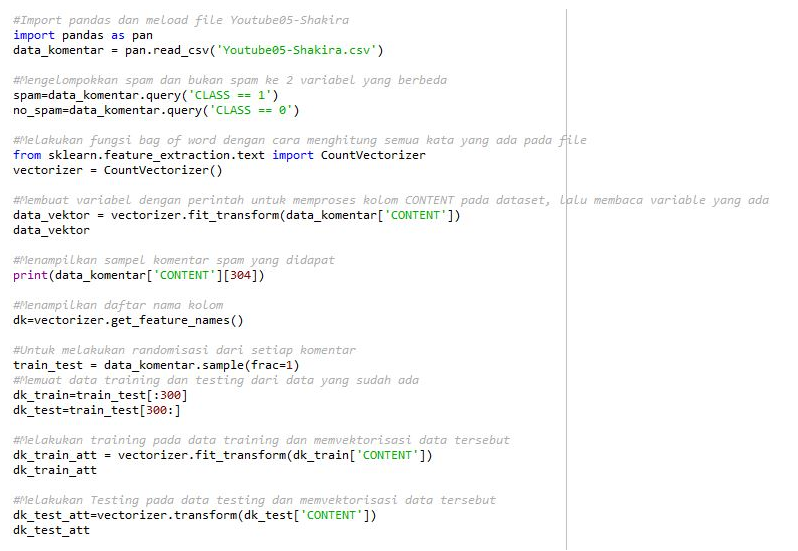 #Import pandas dan meload file Youtube05-Shakira
import pandas as pan
data_komentar = pan.read_csv('Youtube05-Shakira.csv')
#Mengelompokkan spam dan bukan spam ke 2 variabel yang berbeda
spam=data_komentar.query('CLASS == 1')
no_spam=data_komentar.query('CLASS == 0')
#Melakukan fungsi bag of word dengan cara menghitung semua kata yang ada pada file
from sklearn.feature_extraction.text import CountVectorizer
vectorizer = CountVectorizer()
#Membuat variabel dengan perintah untuk memproses kolom CONTENT pada dataset, lalu membaca variable yang ada
data_vektor = vectorizer.fit_transform(data_komentar['CONTENT'])
data_vektor
#Menampilkan sampel komentar spam yang didapat
print(data_komentar['CONTENT'][304])
#Menampilkan daftar nama kolom
dk=vectorizer.get_feature_names()
#Untuk melakukan randomisasi dari setiap komentar
train_test = data_komentar.sample(frac=1)
#Memuat data training dan testing dari data yang sudah ada
dk_train=train_test[:300]
dk_test=train_test[300:]
#Melakukan training pada data training dan memvektorisasi data tersebut
dk_train_att = vectorizer.fit_transform(dk_train['CONTENT'])
dk_train_att
#Melakukan Testing pada data testing dan memvektorisasi data tersebut
dk_test_att=vectorizer.transform(dk_test['CONTENT'])
dk_test_att